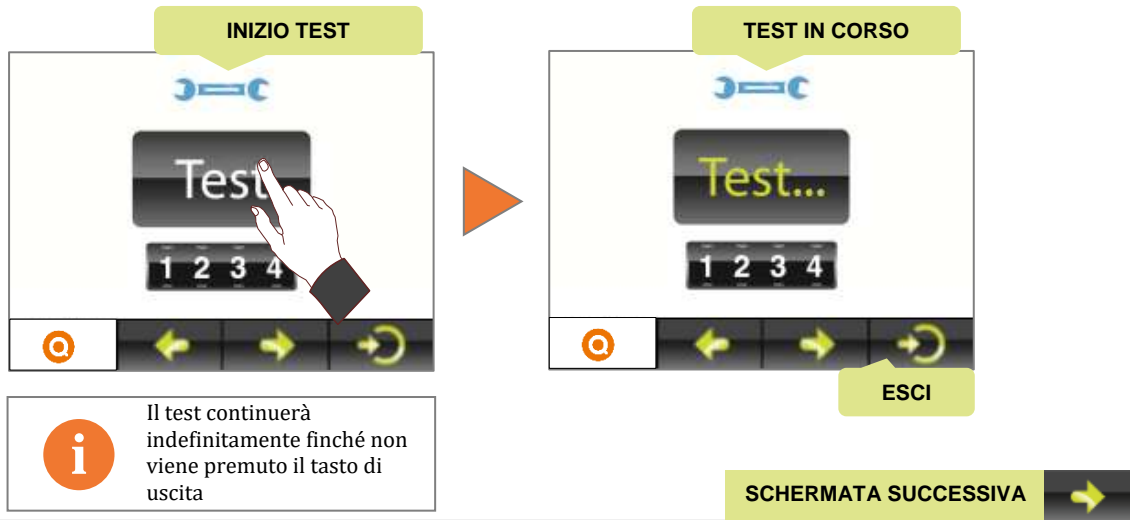 INIZIO TEST
TEST IN CORSO
Test
Test...
1 2 3 4
1 2 3 4
ESCI
i
Il test continuerà
indefinitamente finché non
viene premuto il tasto di
uscita
SCHERMATA SUCCESSIVA